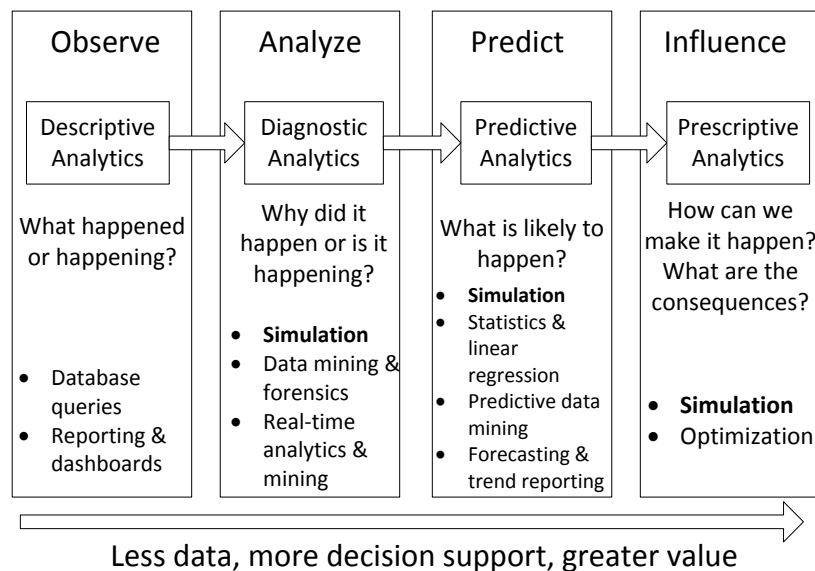 Observe
Descriptive
Analytics
What happened
or happening?
• Database
queries
• Reporting &
dashboards
Analyze
Diagnostic
Analytics
Why did it
happen or is it
happening?
• Simulation
• Data mining &
forensics
• Real-time
analytics &
mining
Predict
Predictive
Analytics
What is likely to
happen?
• Simulation
• Statistics &
linear
regression
• Predictive data
mining
• Forecasting &
trend reporting
Influence
Prescriptive
Analytics
How can we
make it happen?
What are the
consequences?
• Simulation
• Optimization
Less data, more decision support, greater value